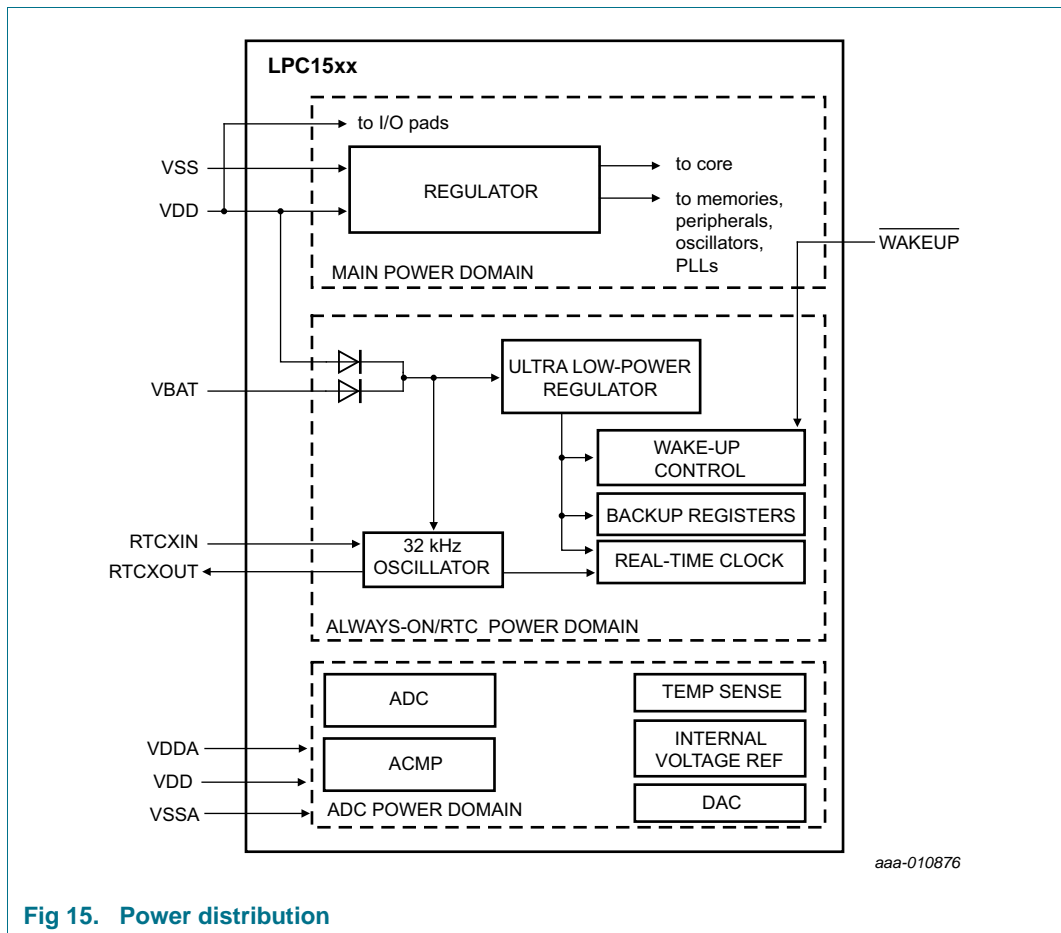 LPC15xx
to I/O pads
VSS
VDD
REGULATOR
to core
to memories,
peripherals,
oscillators,
PLLs
WAKEUP
MAIN POWER DOMAIN
VBAT
ULTRA LOW-POWER
REGULATOR
WAKE-UP
CONTROL
BACKUP REGISTERS
REAL-TIME CLOCK
RTCXIN
RTCXOUT
32 kHz
OSCILLATOR
ALWAYS-ON/RTC POWER DOMAIN
ADC
TEMP SENSE
VDDA
VDD
VSSA
ACMP
INTERNAL
VOLTAGE REF
DAC
ADC POWER DOMAIN
aaa-010876
Fig 15. Power distribution